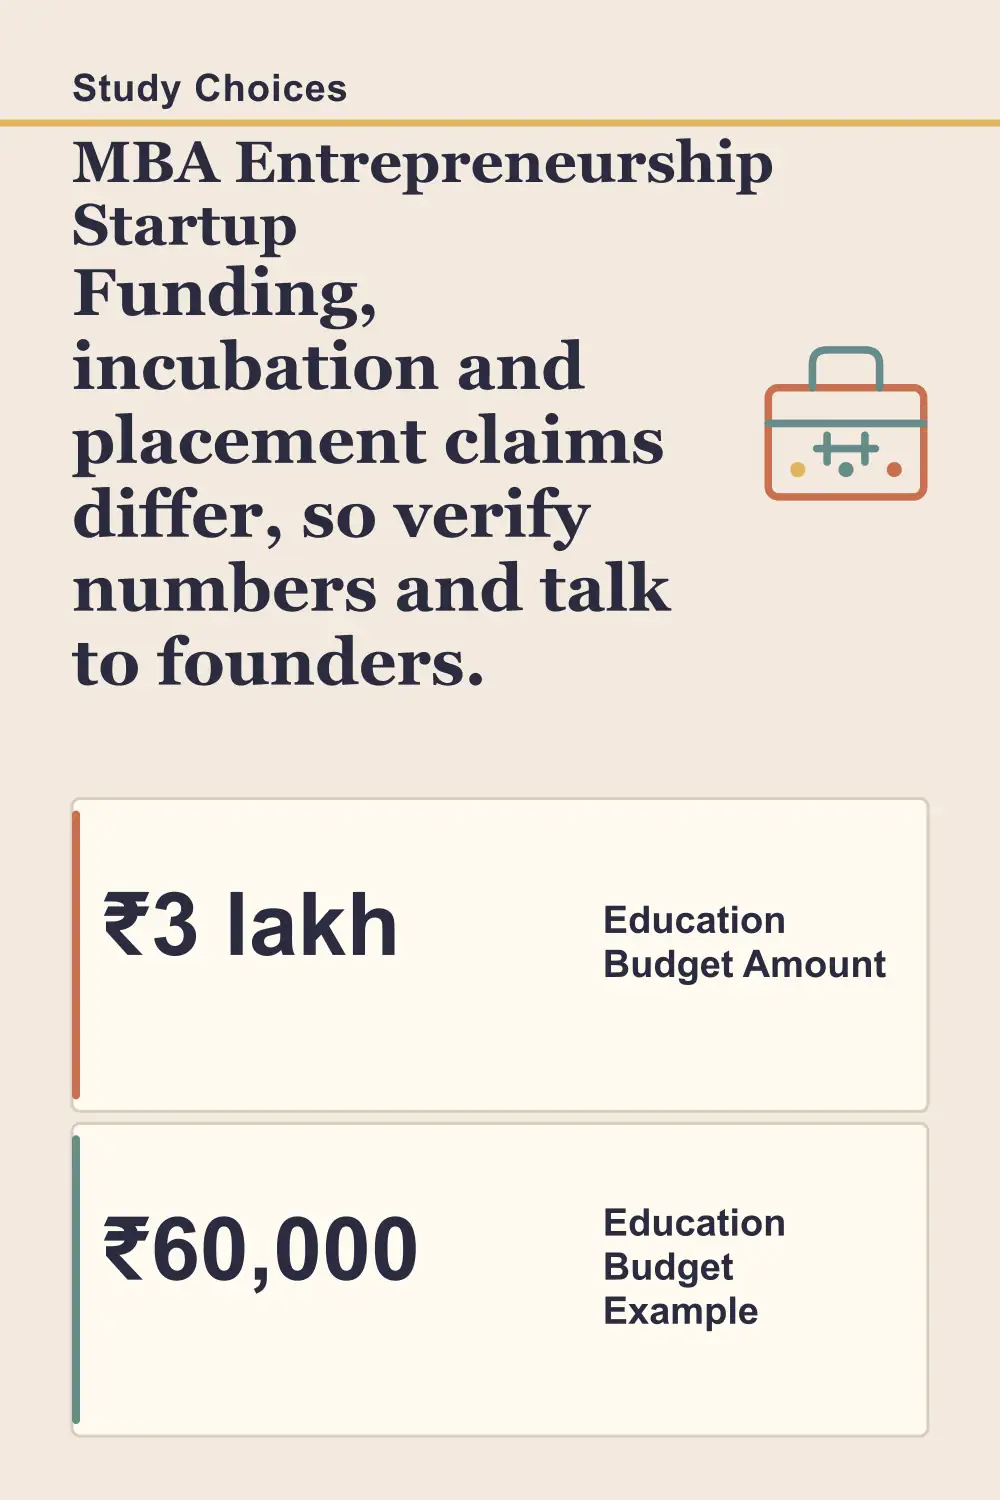 Study Choices
MBA Entrepreneurship
Startup
Funding,
incubation and
placement claims
differ, so verify
numbers and talk
to founders.
₹3 lakh
Education
Budget Amount
₹60,000
Education
Budget
Example